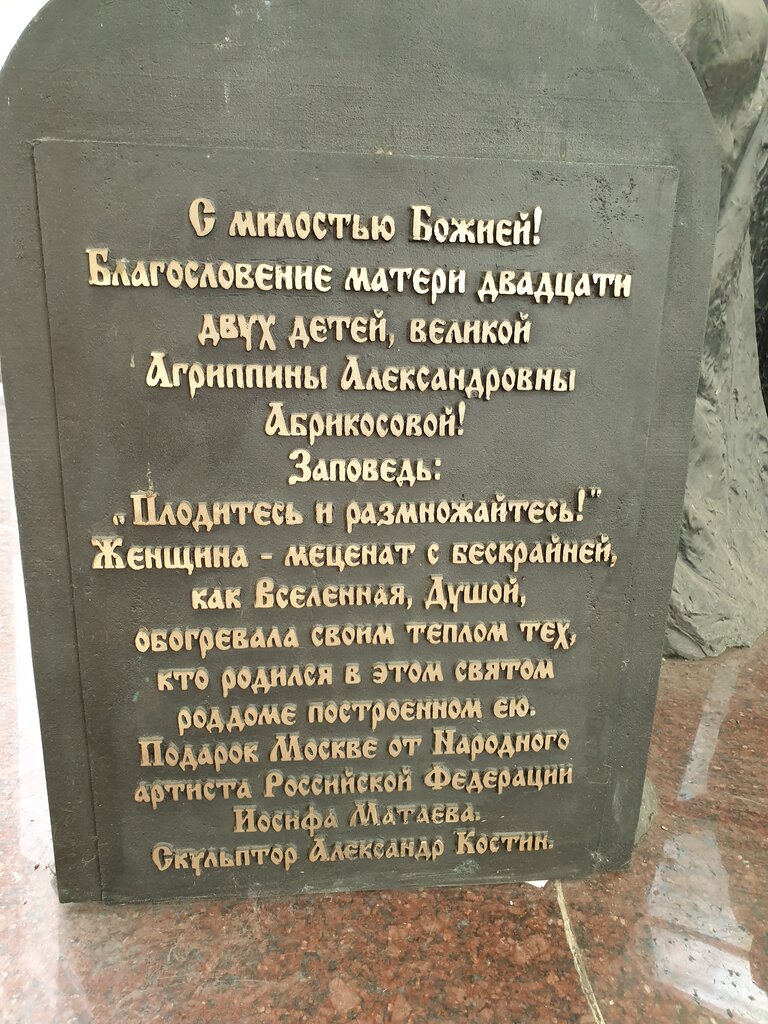 С милостью Божией!
Благословение матери двадцати
двух детей, великой
Агриппины Александровны
Абрикосовой!
Заповедь:
„Плодитесь и размножайтесь!"
Женщина - меценат с бескрайней,
как Вселенная, Душой,
обогревала своим теплом тех,
кто родился в этом святом
роддоме построенном ею.
Подарок Москве от Народного
артиста Российской Федерации
Иосифа Матаева.
Скульптор Александр Костин.